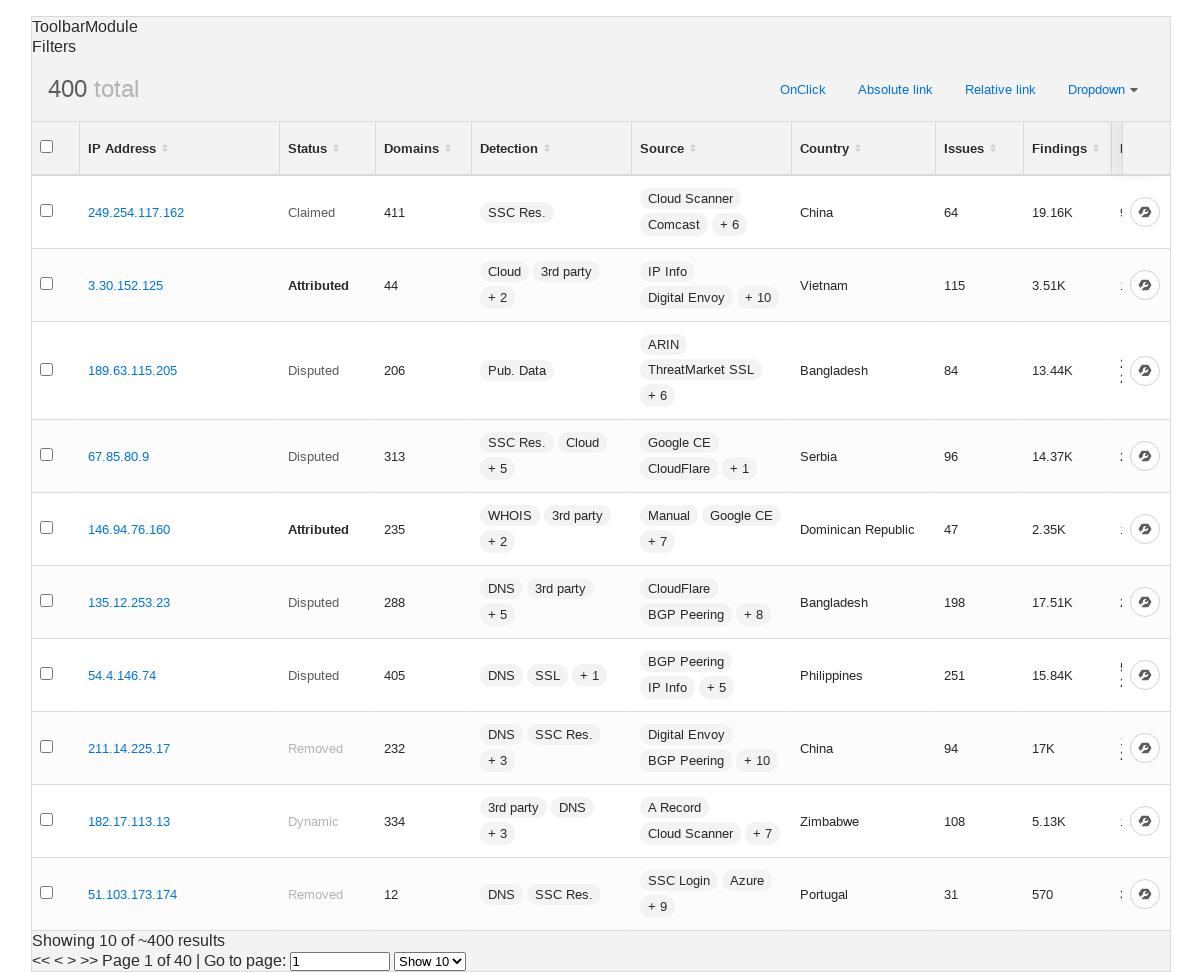 ToolbarModule
Filters
400 total OnClick Absolute link Relative link Dropdown
IP Address Status Domains Detection Source Country Issues Findings
249.254.117.162 Claimed 411 SSC Res. Cloud Scanner Comcast + 6 China 64 19.16K
3.30.152.125 Attributed 44 Cloud 3rd party + 2 IP Info Digital Envoy + 10 Vietnam 115 3.51K
189.63.115.205 Disputed 206 Pub. Data ARIN ThreatMarket SSL + 6 Bangladesh 84 13.44K
67.85.80.9 Disputed 313 SSC Res. Cloud + 5 Google CE CloudFlare + 1 Serbia 96 14.37K
146.94.76.160 Attributed 235 WHOIS 3rd party + 2 Manual Google CE + 7 Dominican Republic 47 2.35K
135.12.253.23 Disputed 288 DNS 3rd party + 5 CloudFlare BGP Peering + 8 Bangladesh 198 17.51K
54.4.146.74 Disputed 405 DNS SSL + 1 BGP Peering IP Info + 5 Philippines 251 15.84K
211.14.225.17 Removed 232 DNS SSC Res. + 3 Digital Envoy BGP Peering + 10 China 94 17K
182.17.113.13 Dynamic 334 3rd party DNS + 3 A Record Cloud Scanner + 7 Zimbabwe 108 5.13K
51.103.173.174 Removed 12 DNS SSC Res. SSC Login Azure + 9 Portugal 31 570
Showing 10 of ~400 results
<< < > >> Page 1 of 40 | Go to page: 1 Show 10